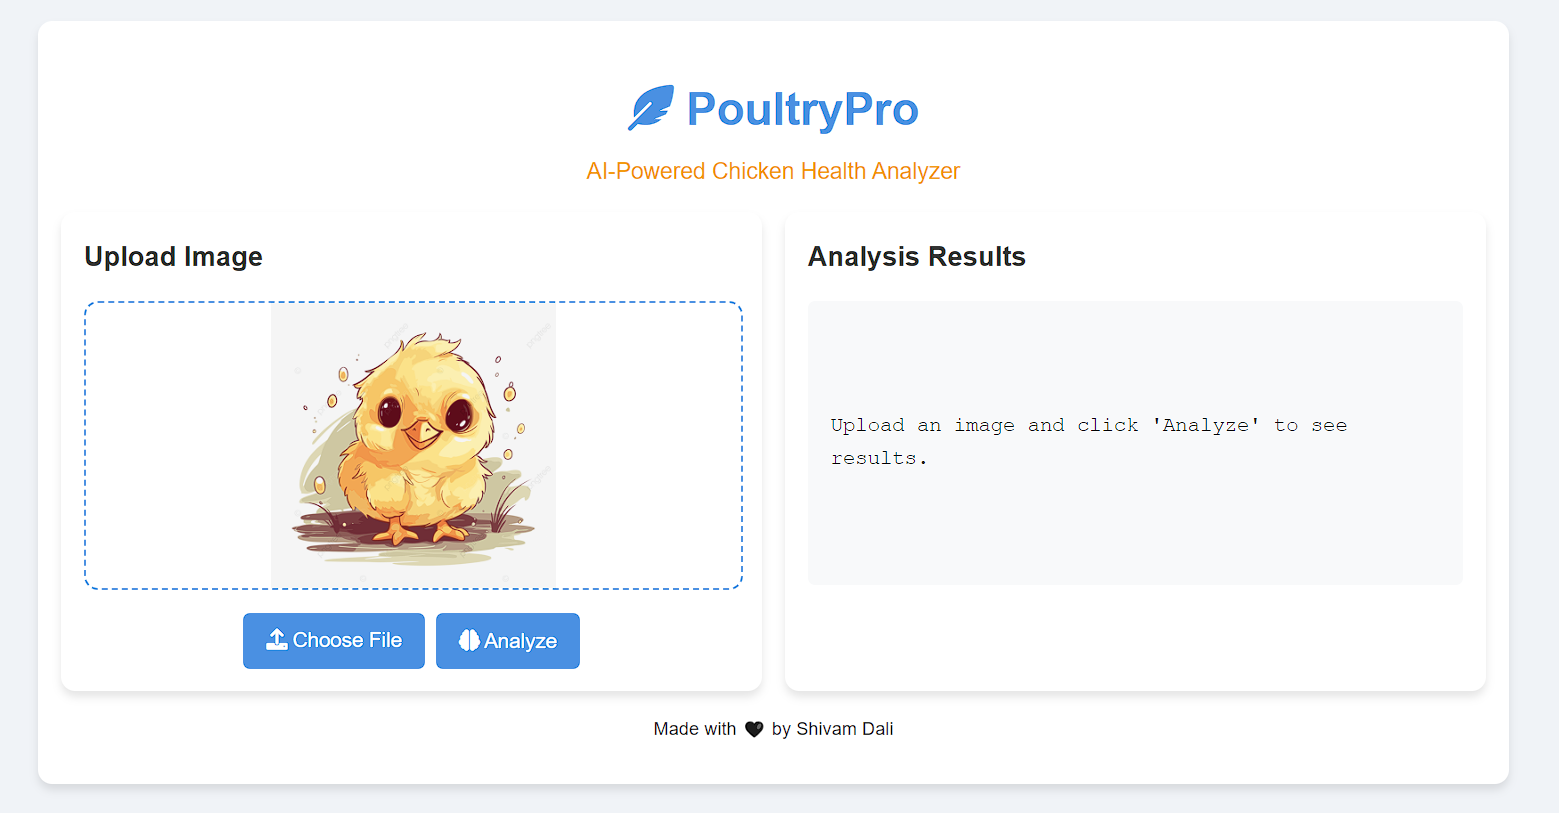 PoultryPro
AI-Powered Chicken Health Analyzer
Upload Image
Choose File
Analyze
Analysis Results
Upload an image and click 'Analyze' to see
results.
Made with 🖤 by Shivam Dali